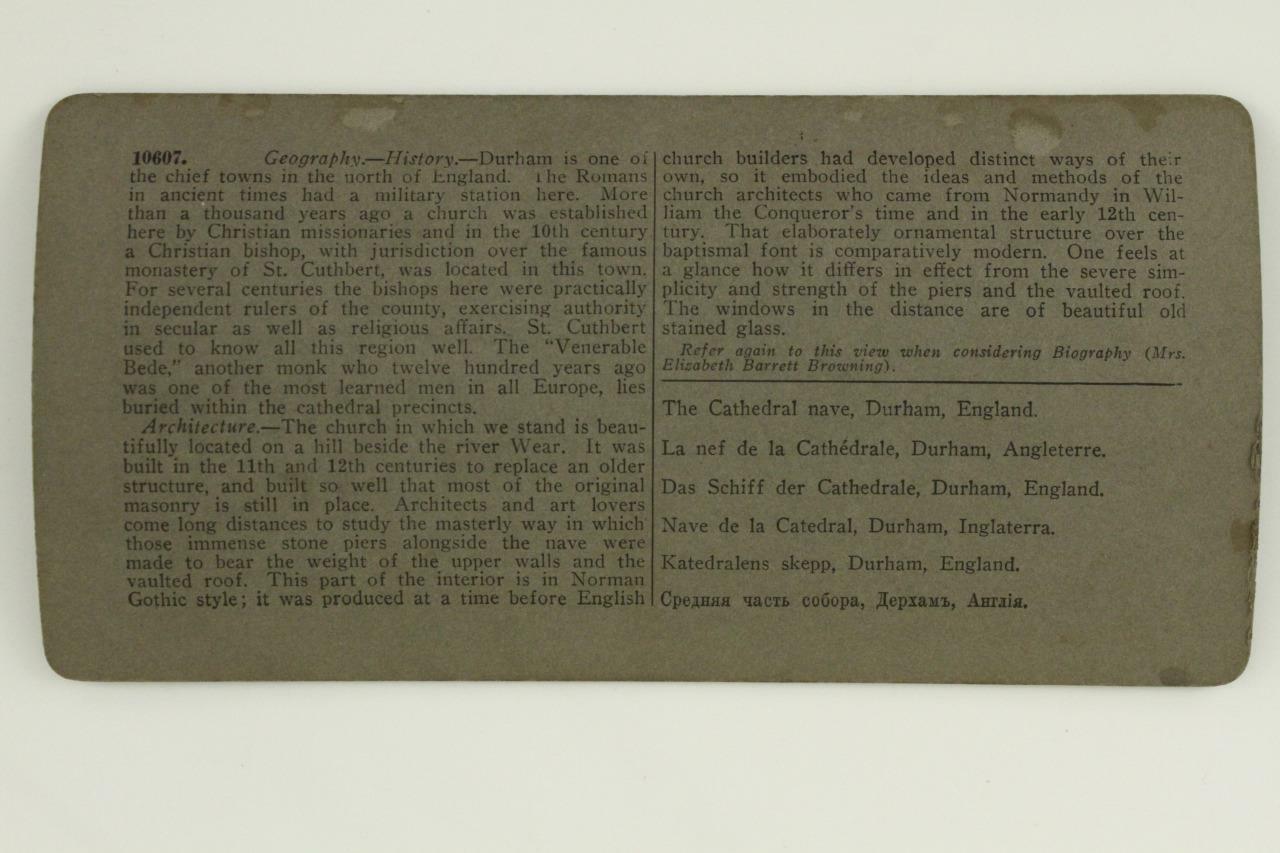 10607. Geography.—History.—Durham is one of
the chief towns in the north of England. The Romans
in ancient times had a military station here. More
than a thousand years ago a church was established
here by Christian missionaries and in the 10th century
a Christian bishop, with jurisdiction over the famous
monastery of St. Cuthbert, was located in this town.
For several centuries the bishops here were practically
independent rulers of the county, exercising authority
in secular as well as religious affairs. St. Cuthbert
used to know all this region well. The “Venerable
Bede,” another monk who twelve hundred years ago
was one of the most learned men in all Europe, lies
buried within the cathedral precincts.
Architecture.—The church in which we stand is beau-
tifully located on a hill beside the river Wear. It was
built in the 11th and 12th centuries to replace an older
structure, and built so well that most of the original
masonry is still in place. Architects and art lovers
come long distances to study the masterly way in which
those immense stone piers alongside the nave were
made to bear the weight of the upper walls and the
vaulted roof. This part of the interior is in Norman
Gothic style; it was produced at a time before English
church builders had developed distinct ways of their
own, so it embodied the ideas and methods of the
church architects who came from Normandy in Wil-
liam the Conqueror's time and in the early 12th cen-
tury. That elaborately ornamental structure over the
baptismal font is comparatively modern. One feels at
a glance how it differs in effect from the severe sim-
plicity and strength of the piers and the vaulted roof.
The windows in the distance are of beautiful old
stained glass.
Refer again to this view when considering Biography (Mrs.
Elizabeth Barrett Browning).
The Cathedral nave, Durham, England.
La nef de la Cathédrale, Durham, Angleterre.
Das Schiff der Cathedrale, Durham, England.
Nave de la Catedral, Durham, Inglaterra.
Katedralens skepp, Durham, England.
Средняя часть собора, Дерхамъ, Англія.